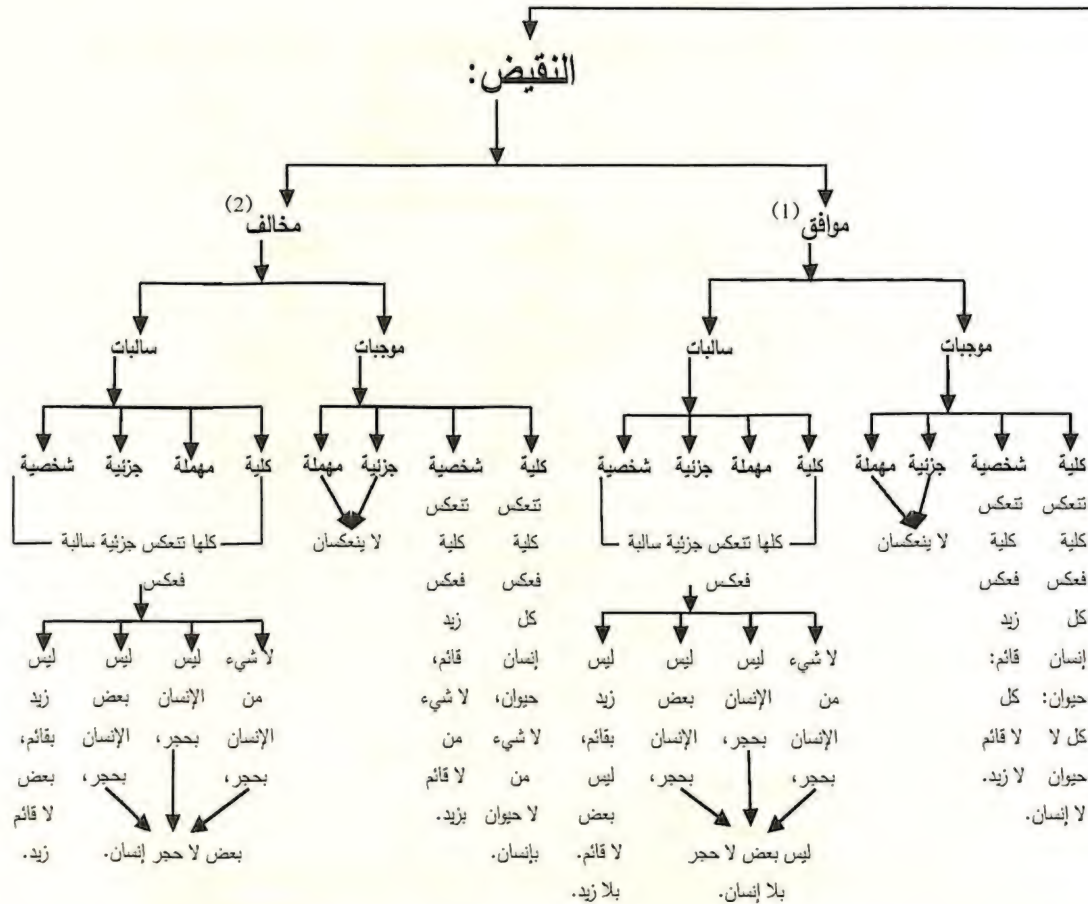 النقيض:
موافق (1)
مخالف (2)
موجبات
سالبات
موجبات
سالبات
كلية
شخصية
جزئية
مهملة
كلية
مهملة
جزئية
شخصية
كلية
شخصية
جزئية
مهملة
كلية
مهملة
جزئية
شخصية
تنعكس
كلية
فعكس
كل
إنسان
حيوان:
كل لا
حيوان
لا إنسان.
تنعكس
كلية
فعكس
زيد
قائم:
كل
لا قائم
لا زيد.
لا ينعكسان
كلها تنعكس جزئية سالبة
فعكس
لا شيء
من
الإنسان
بحجر،
ليس
الإنسان
بحجر،
ليس
بعض
الإنسان
بحجر،
ليس بعض لا حجر
بلا إنسان.
ليس
زيد
بقائم،
ليس
بعض
لا قائم.
بلا زيد.
تنعكس
كلية
فعكس
كل
إنسان
حيوان،
لا شيء
من
لا حيوان
بإنسان.
تنعكس
كلية
فعكس
زيد
قائم،
لا شيء
من
لا قائم
بزيد.
لا ينعكسان
كلها تنعكس جزئية سالبة
فعكس
لا شيء
من
الإنسان
بحجر،
ليس
الإنسان
بحجر،
ليس
بعض
الإنسان
بحجر،
بعض لا حجر إنسان.
ليس
زيد
بقائم،
بعض
لا قائم
زيد.